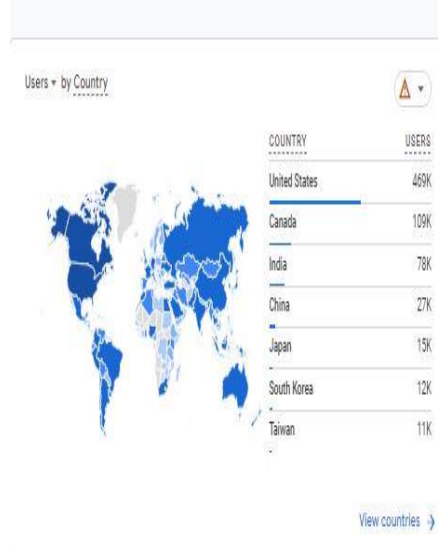 Users ▾ by Country
COUNTRY USERS
United States 469K
Canada 109K
India 78K
China 27K
Japan 15K
South Korea 12K
Taiwan 11K
View countries →